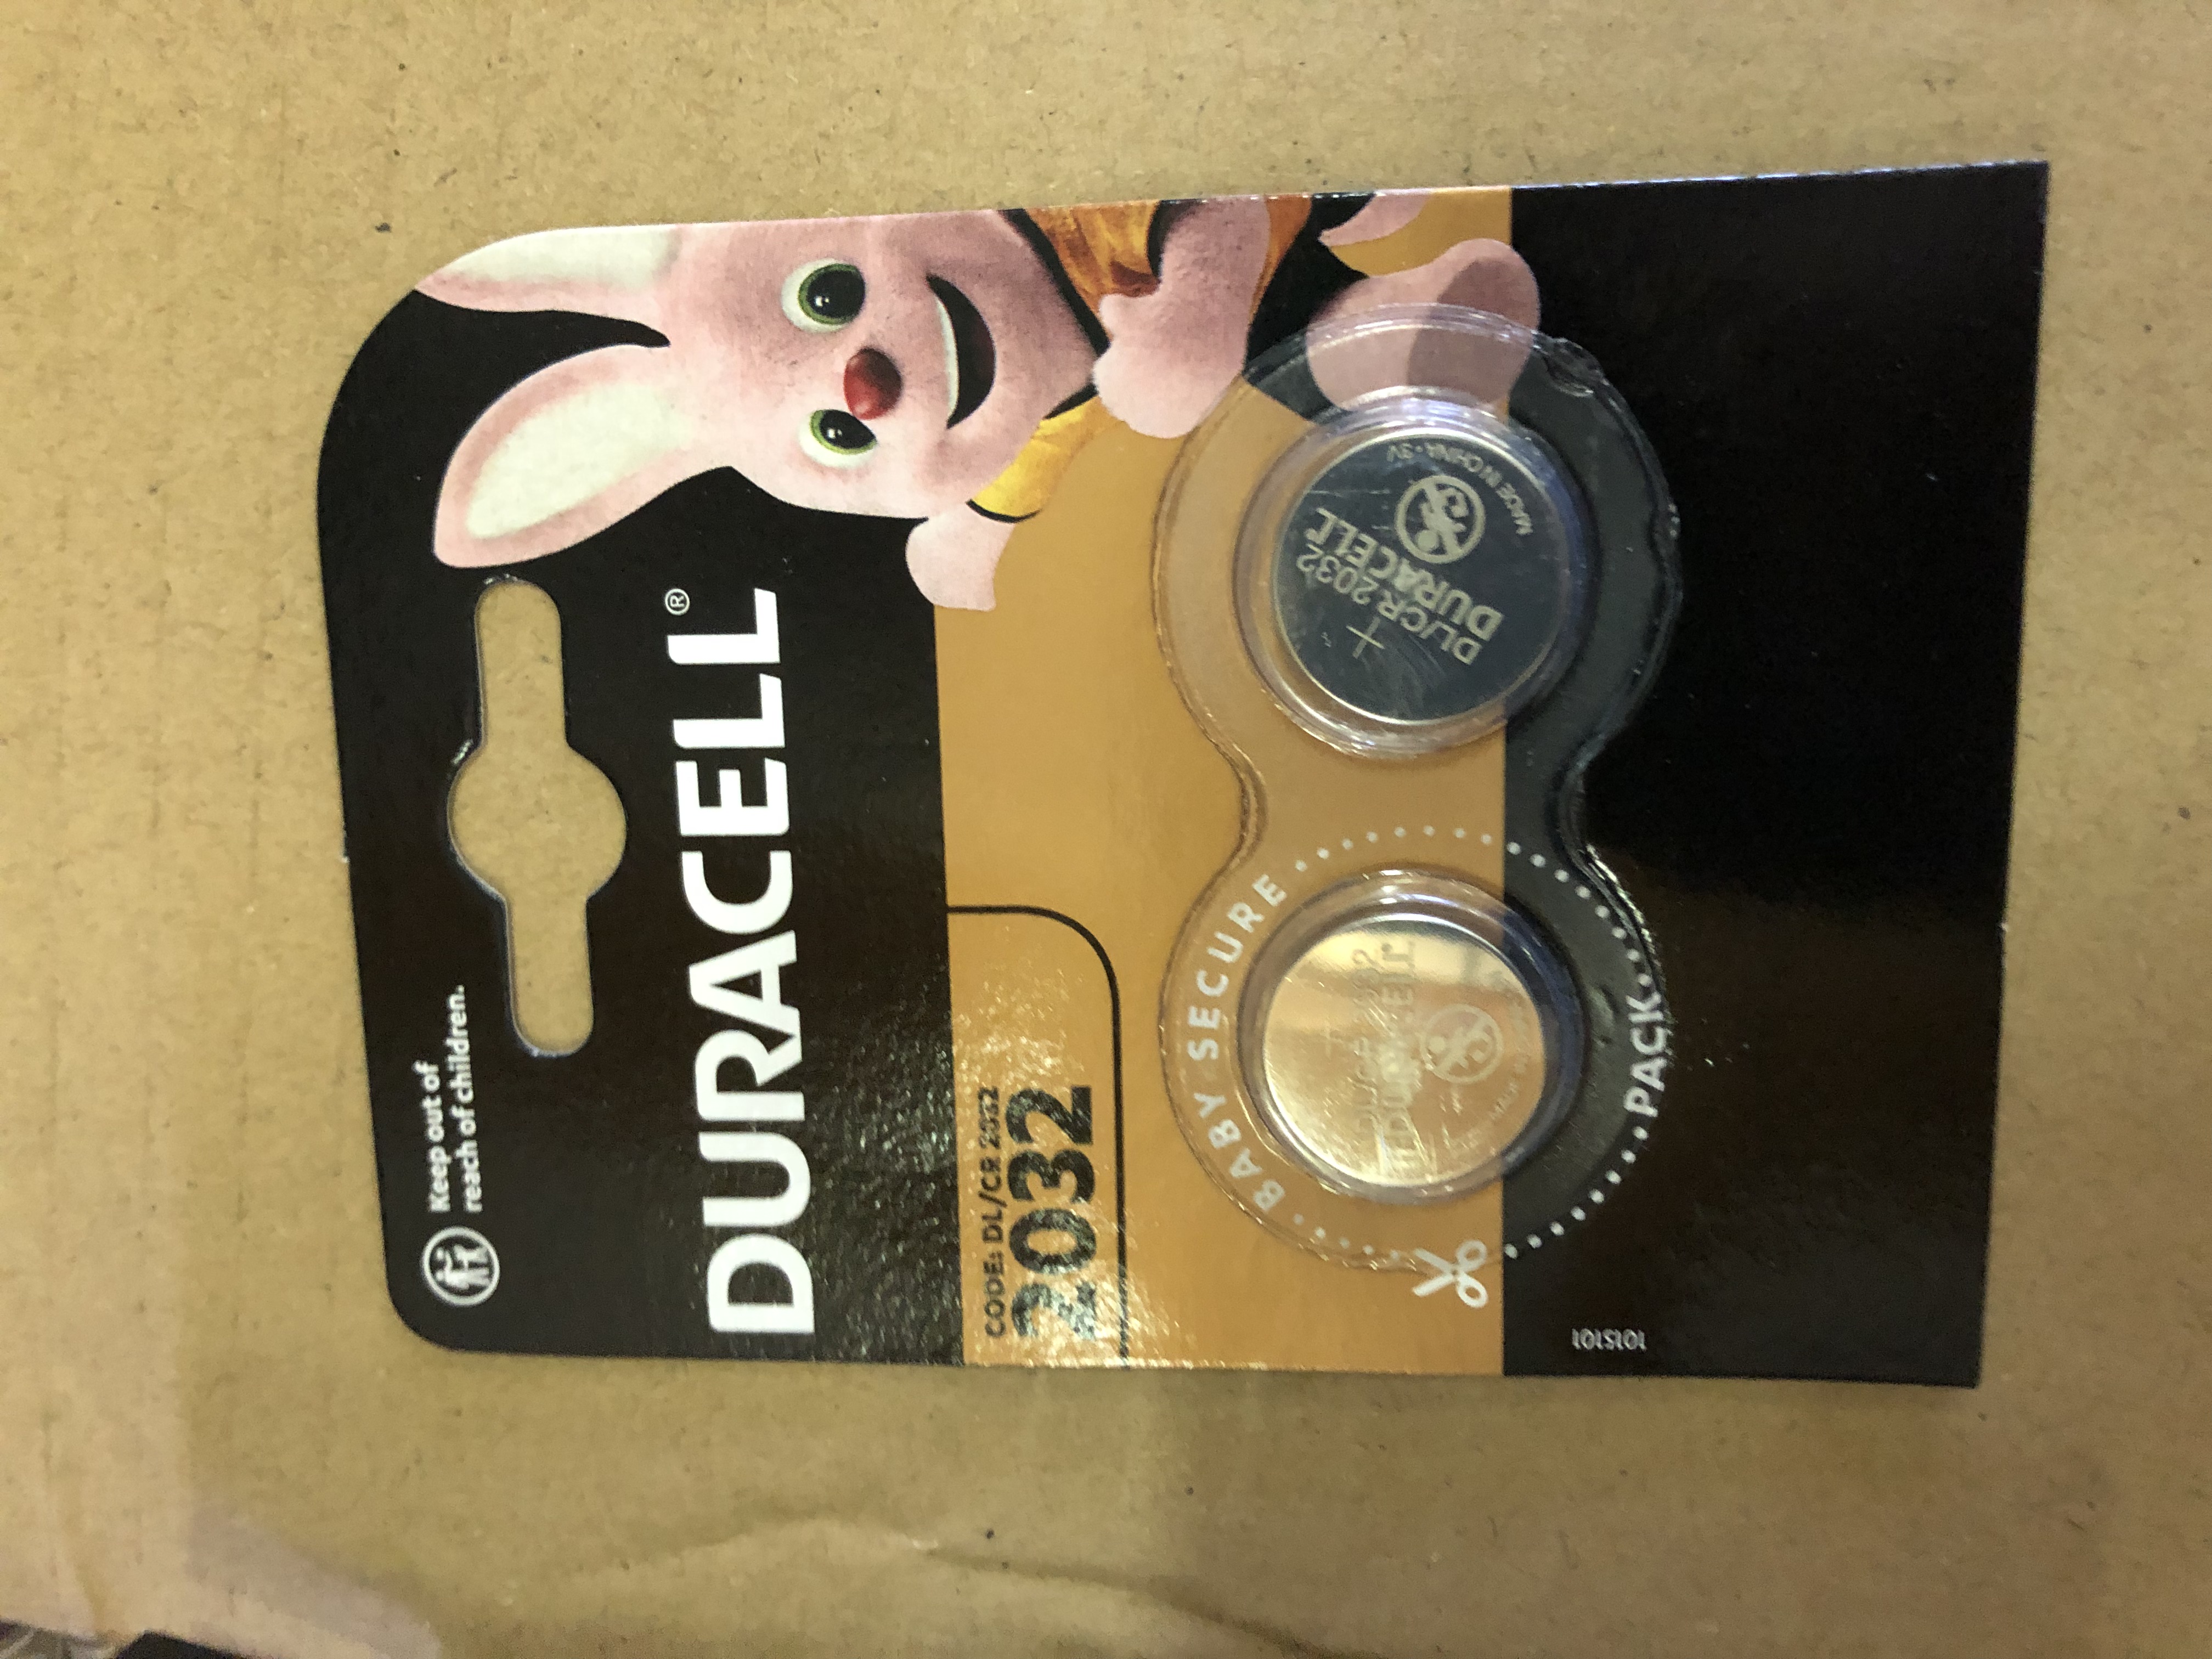 Keep out of
reach of children.
DURACELL®
CODE: DL/CR 2032
2032
BABY SECURE
PACK
DL/CR 2032
DURACELL
MADE IN CHINA • 3V
1015101